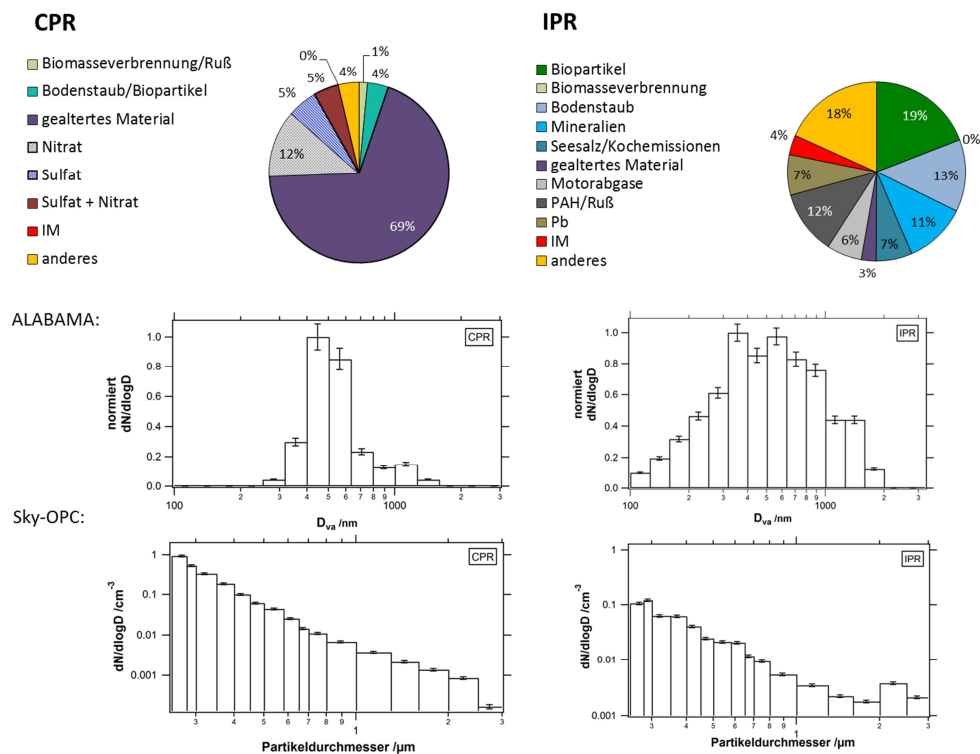 CPR
Biomasseverbrennung/Ruß
Bodenstaub/Biopartikel
gealtertes Material
Nitrat
Sulfat
Sulfat + Nitrat
IM
anderes
1%
4%
69%
12%
5%
5%
0%
4%
IPR
Biopartikel
Biomasseverbrennung
Bodenstaub
Mineralien
Seesalz/Kochemissionen
gealtertes Material
Motorabgase
PAH/Ruß
Pb
IM
anderes
19%
0%
13%
11%
7%
3%
6%
12%
7%
4%
18%
ALABAMA:
CPR
normiert
dN/dlogD
1.0
0.8
0.6
0.4
0.2
0.0
100 2 3 4 5 6 7 8 9 1000 2 3
Dva /nm
IPR
normiert
dN/dlogD
1.0
0.8
0.6
0.4
0.2
0.0
100 2 3 4 5 6 7 8 9 1000 2 3
Dva /nm
Sky-OPC:
CPR
dN/dlogD /cm-3
1
0.1
0.01
0.001
3 4 5 6 7 8 9 1 2 3
Partikeldurchmesser /µm
IPR
dN/dlogD /cm-3
1
0.1
0.01
0.001
3 4 5 6 7 8 9 1 2 3
Partikeldurchmesser /µm